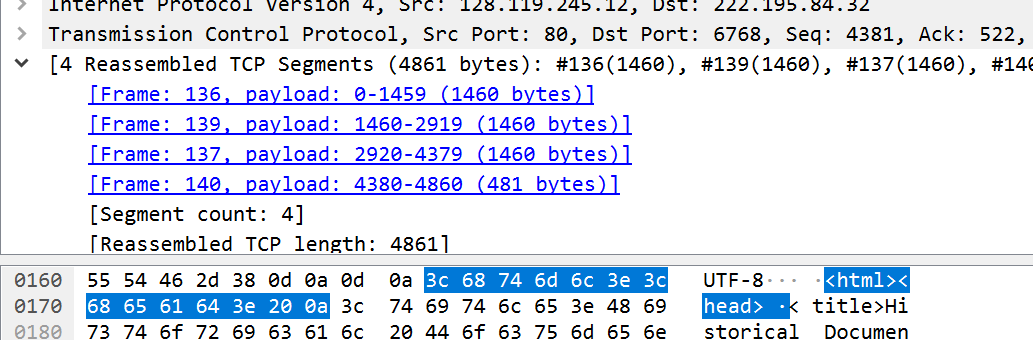 Internet Protocol Version 4, Src: 128.119.245.12, Dst: 222.195.84.32
Transmission Control Protocol, Src Port: 80, Dst Port: 6768, Seq: 4381, Ack: 522,
[4 Reassembled TCP Segments (4861 bytes): #136(1460), #139(1460), #137(1460), #140
[Frame: 136, payload: 0-1459 (1460 bytes)]
[Frame: 139, payload: 1460-2919 (1460 bytes)]
[Frame: 137, payload: 2920-4379 (1460 bytes)]
[Frame: 140, payload: 4380-4860 (481 bytes)]
[Segment count: 4]
[Reassembled TCP length: 4861]
0160 55 54 46 2d 38 0d 0a 0d 0a 3c 68 74 6d 6c 3e 3c UTF-8··· ·<html><
0170 68 65 61 64 3e 20 0a 3c 74 69 74 6c 65 3e 48 69 head> ·< title>Hi
0180 73 74 6f 72 69 63 61 6c 20 44 6f 63 75 6d 65 6e storical Documen